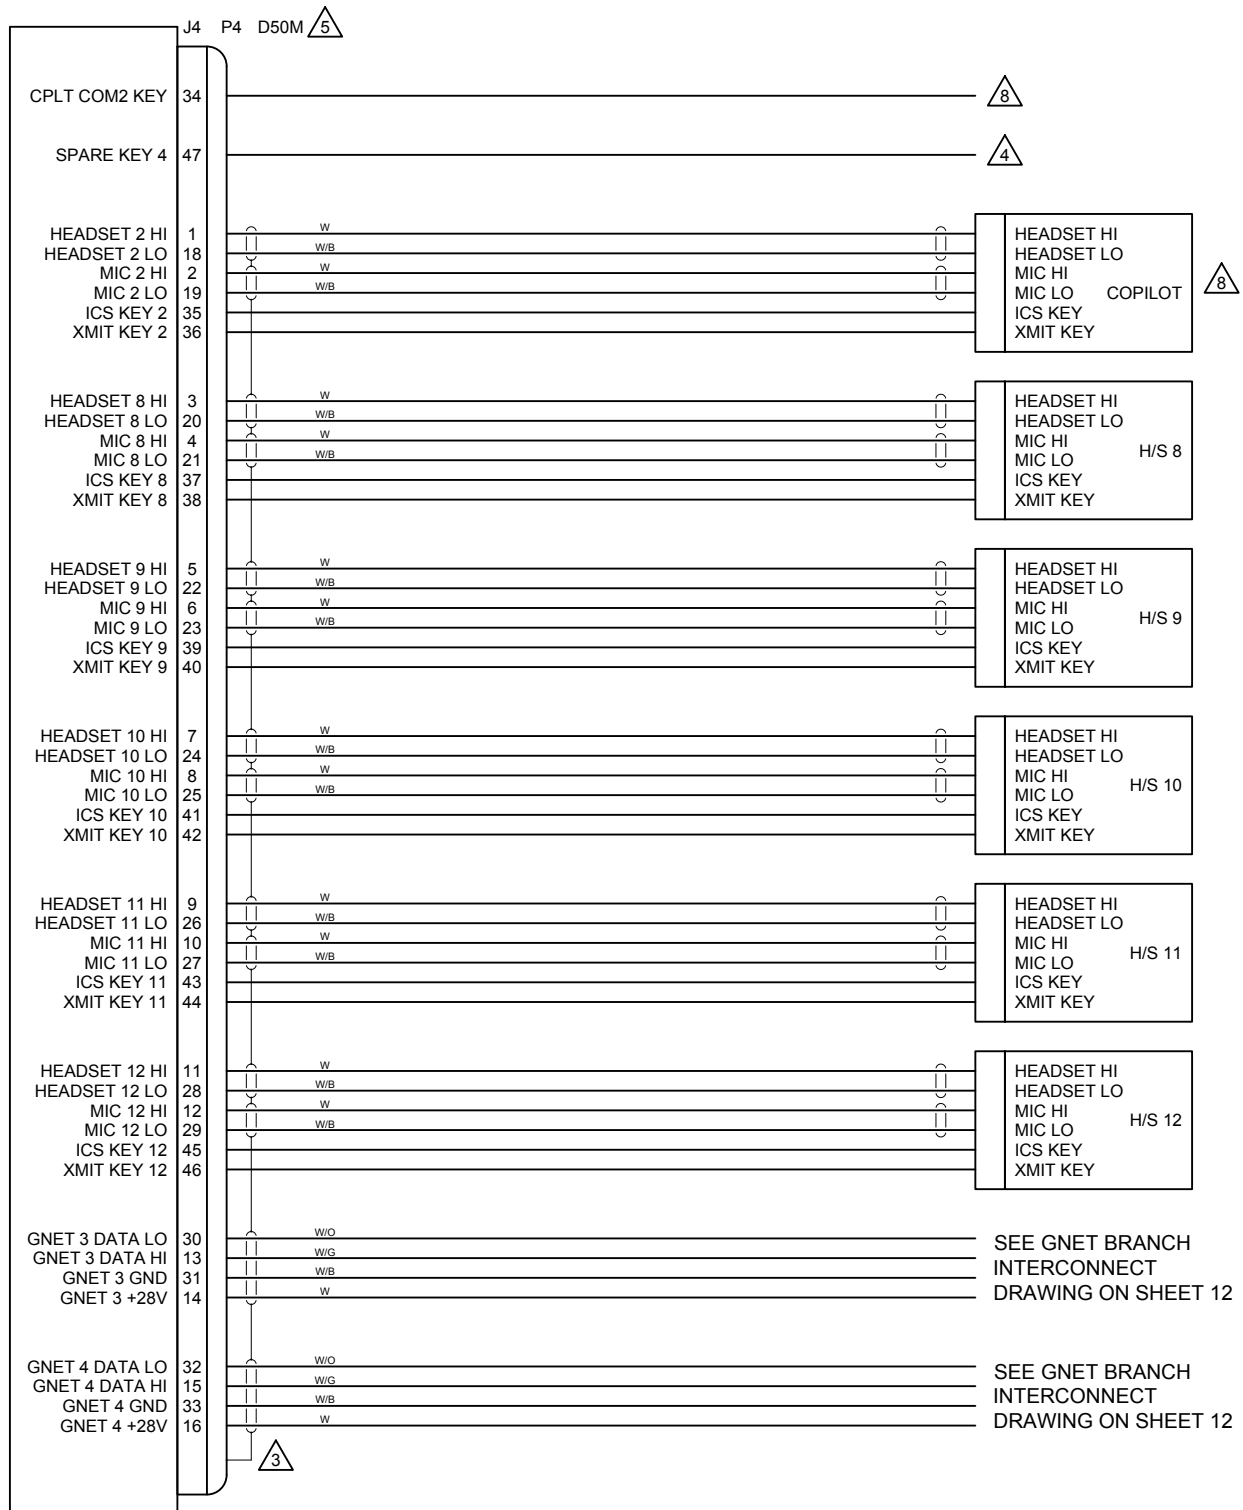 J4 P4 D50M 5
CPLT COM2 KEY 34 8
SPARE KEY 4 47 4
HEADSET 2 HI 1 W HEADSET HI
HEADSET 2 LO 18 W/B HEADSET LO
MIC 2 HI 2 W MIC HI
MIC 2 LO 19 W/B MIC LO COPILOT 8
ICS KEY 2 35 ICS KEY
XMIT KEY 2 36 XMIT KEY
HEADSET 8 HI 3 W HEADSET HI
HEADSET 8 LO 20 W/B HEADSET LO
MIC 8 HI 4 W MIC HI
MIC 8 LO 21 W/B MIC LO H/S 8
ICS KEY 8 37 ICS KEY
XMIT KEY 8 38 XMIT KEY
HEADSET 9 HI 5 W HEADSET HI
HEADSET 9 LO 22 W/B HEADSET LO
MIC 9 HI 6 W MIC HI
MIC 9 LO 23 W/B MIC LO H/S 9
ICS KEY 9 39 ICS KEY
XMIT KEY 9 40 XMIT KEY
HEADSET 10 HI 7 W HEADSET HI
HEADSET 10 LO 24 W/B HEADSET LO
MIC 10 HI 8 W MIC HI
MIC 10 LO 25 W/B MIC LO H/S 10
ICS KEY 10 41 ICS KEY
XMIT KEY 10 42 XMIT KEY
HEADSET 11 HI 9 W HEADSET HI
HEADSET 11 LO 26 W/B HEADSET LO
MIC 11 HI 10 W MIC HI
MIC 11 LO 27 W/B MIC LO H/S 11
ICS KEY 11 43 ICS KEY
XMIT KEY 11 44 XMIT KEY
HEADSET 12 HI 11 W HEADSET HI
HEADSET 12 LO 28 W/B HEADSET LO
MIC 12 HI 12 W MIC HI
MIC 12 LO 29 W/B MIC LO H/S 12
ICS KEY 12 45 ICS KEY
XMIT KEY 12 46 XMIT KEY
GNET 3 DATA LO 30 W/O SEE GNET BRANCH
GNET 3 DATA HI 13 W/G INTERCONNECT
GNET 3 GND 31 W/B
GNET 3 +28V 14 W DRAWING ON SHEET 12
GNET 4 DATA LO 32 W/O SEE GNET BRANCH
GNET 4 DATA HI 15 W/G INTERCONNECT
GNET 4 GND 33 W/B
GNET 4 +28V 16 W DRAWING ON SHEET 12
3